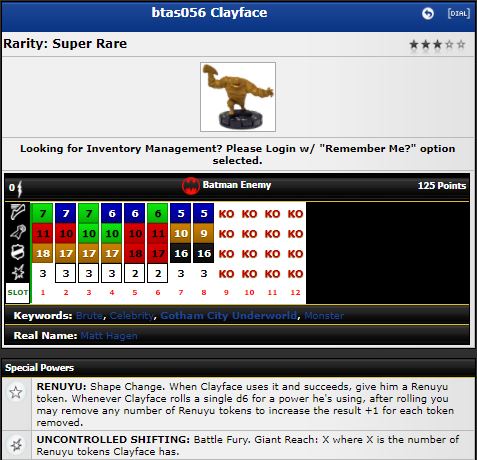 btas056 Clayface
[DIAL]
Rarity: Super Rare
Looking for Inventory Management? Please Login w/ "Remember Me?" option
selected.
0 Batman Enemy 125 Points
7 7 7 6 6 6 5 5 KO KO KO KO
11 10 10 10 10 11 10 9 KO KO KO KO
18 17 17 17 18 17 16 16 KO KO KO KO
3 3 3 3 2 2 3 3 KO KO KO KO
SLOT 1 2 3 4 5 6 7 8 9 10 11 12
Keywords: Brute, Celebrity, Gotham City Underworld, Monster
Real Name: Matt Hagen
Special Powers
RENUYU: Shape Change. When Clayface uses it and succeeds, give him a Renuyu
token. Whenever Clayface rolls a single d6 for a power he's using, after rolling you
may removed any number of Renuyu tokens to increase the result +1 for each token
removed.
UNCONTROLLED SHIFTING: Battle Fury. Giant Reach: X where X is the number of
Renuyu tokens Clayface has.